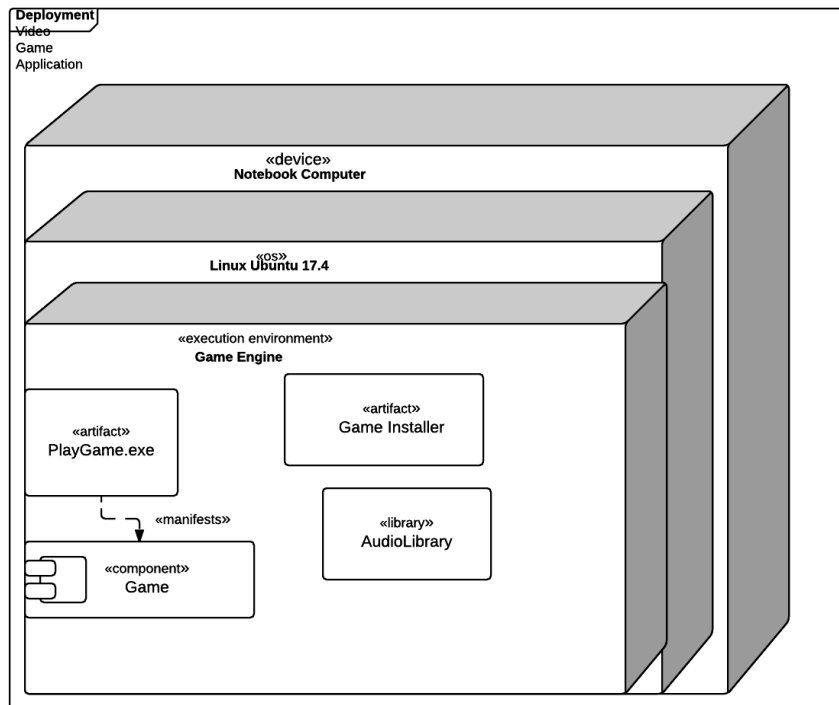 Deployment
Video
Game
Application
«device»
Notebook Computer
«os»
Linux Ubuntu 17.4
«execution environment»
Game Engine
«artifact»
PlayGame.exe
«artifact»
Game Installer
«manifests»
«library»
AudioLibrary
«component»
Game